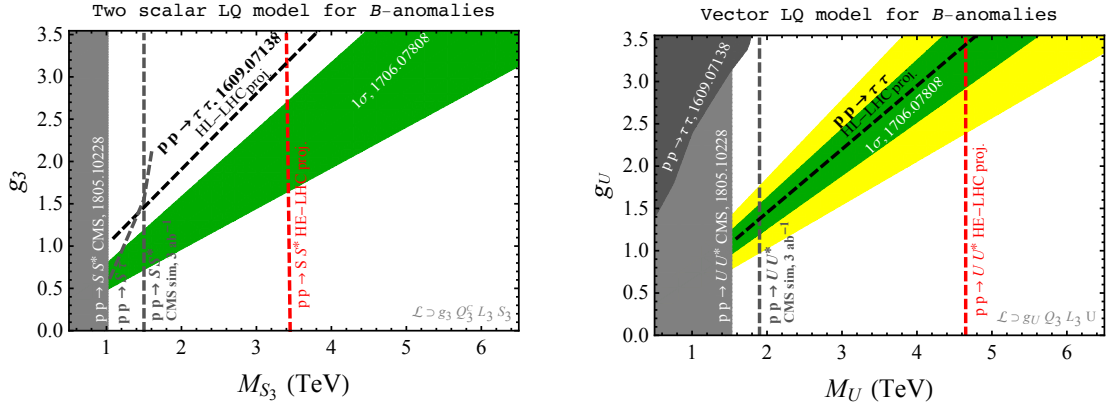 Two scalar LQ model for B-anomalies
3.5
3.0
2.5
2.0
1.5
1.0
0.5
0.0
g3
1
2
3
4
5
6
M_S3 (TeV)
p p → S S* CMS, 1805.10228
p p → S τ
p p → S S*
CMS sim, 3 ab⁻¹
p p → τ τ, 1609.07138
HL-LHC proj.
1σ, 1706.07808
p p → S S* HE-LHC proj.
ℒ ⊃ g3 Q3^c L3 S3
Vector LQ model for B-anomalies
3.5
3.0
2.5
2.0
1.5
1.0
0.5
0.0
gU
1
2
3
4
5
6
M_U (TeV)
p p → τ τ, 1609.07138
p p → U U* CMS, 1805.10228
p p → U U*
CMS sim, 3 ab⁻¹
p p → τ τ
HL-LHC proj.
1σ, 1706.07808
p p → U U* HE-LHC proj.
ℒ ⊃ gU Q3 L3 U